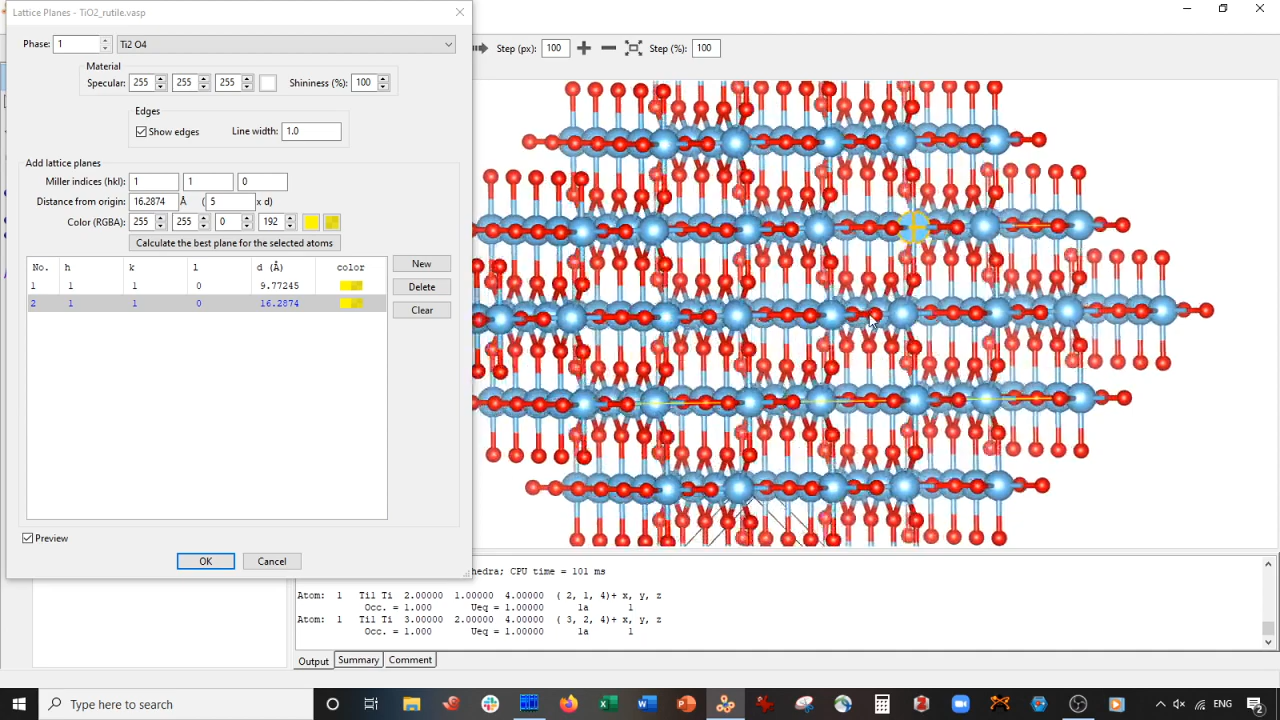 Lattice Planes - TiO2_rutile.vasp
Phase: 1 Ti2 O4
Step (px): 100 Step (%): 100
Material
Specular: 255 255 255 Shininess (%): 100
Edges
Show edges Line width: 1.0
Add lattice planes
Miller indices (hkl): 1 1 0
Distance from origin: 16.2874 Å ( 5 x d)
Color (RGBA): 255 255 0 192
Calculate the best plane for the selected atoms
No. h k l d (Å) color
1 1 1 0 9.77245
2 1 1 0 16.2874
New
Delete
Clear
Preview
OK Cancel
hedra; CPU time = 101 ms
Atom: 1 Ti1 Ti 2.00000 1.00000 4.00000 ( 2, 1, 4)+ x, y, z
Occ. = 1.000 Ueq = 1.00000 1a 1
Atom: 1 Ti1 Ti 3.00000 2.00000 4.00000 ( 3, 2, 4)+ x, y, z
Occ. = 1.000 Ueq = 1.00000 1a 1
Output Summary Comment
Type here to search
ENG
2